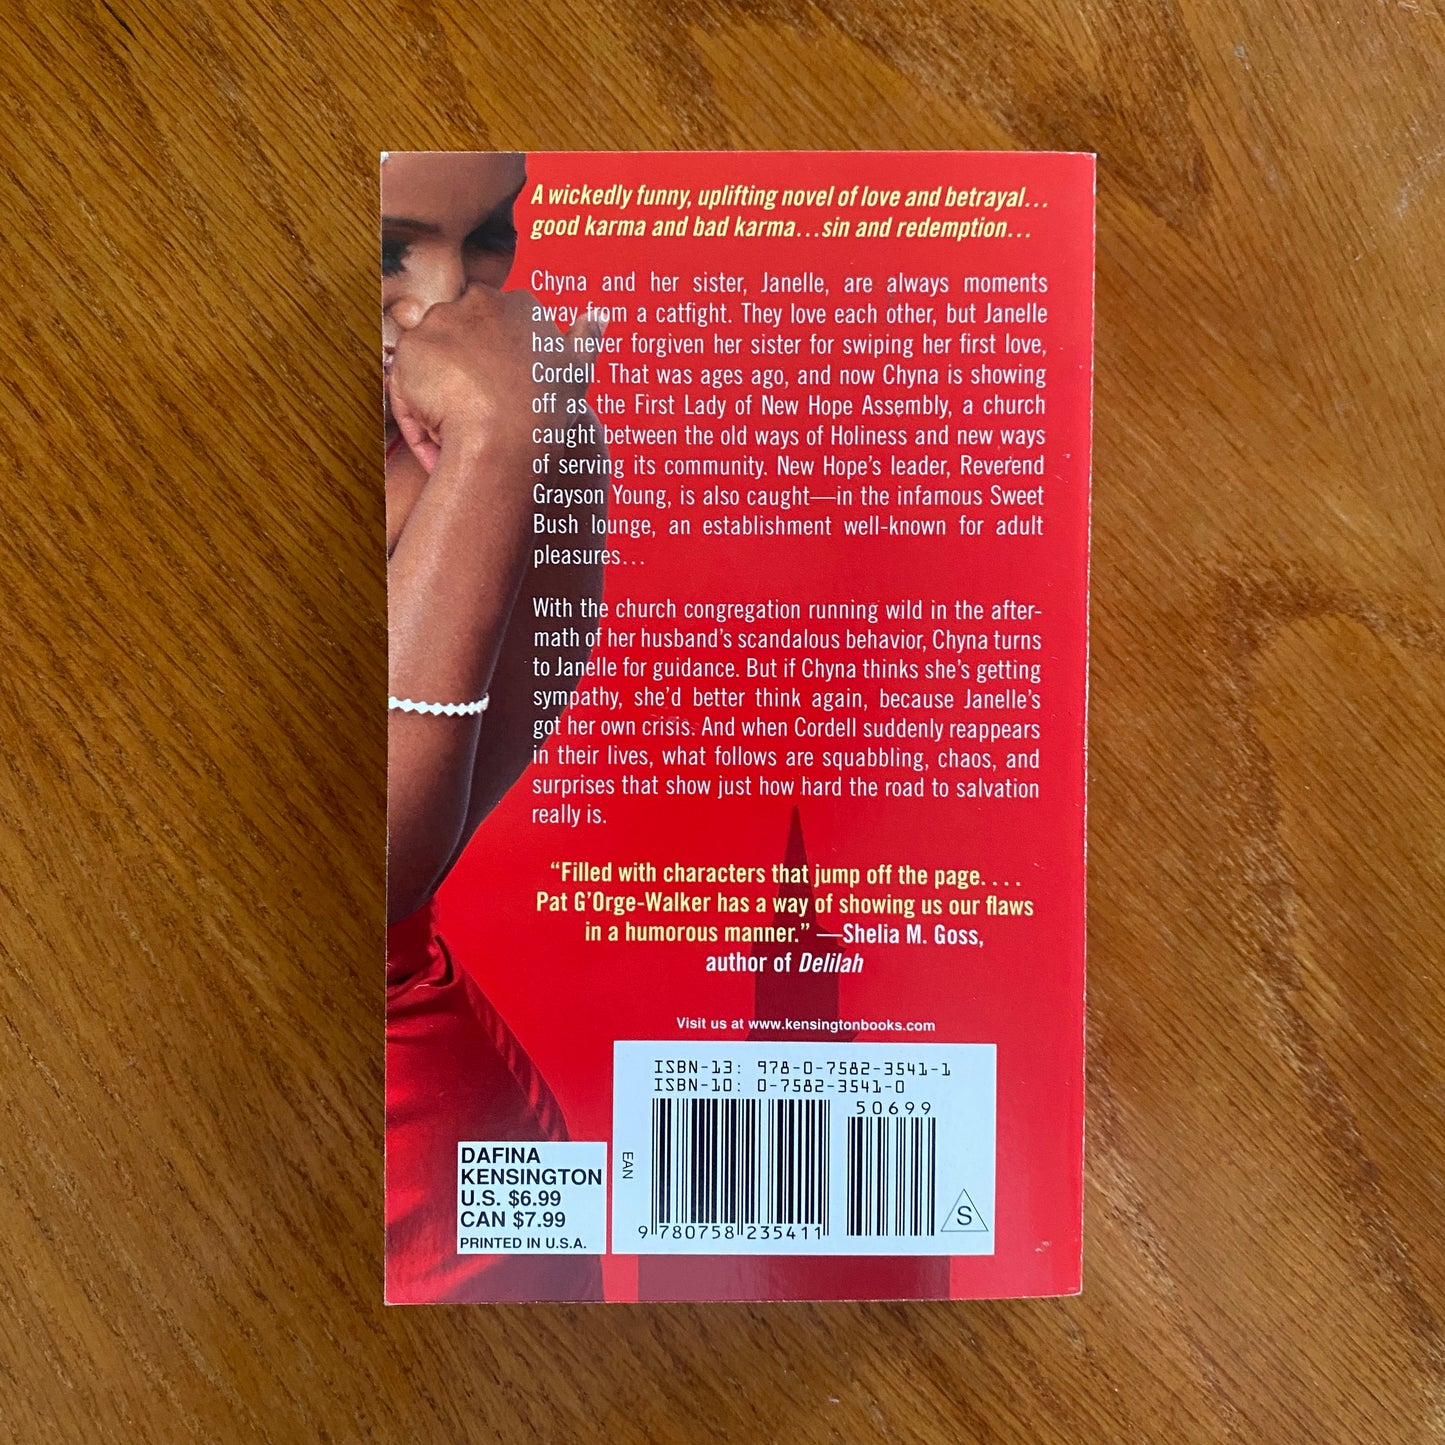 A wickedly funny, uplifting novel of love and betrayal...
good karma and bad karma...sin and redemption...
Chyna and her sister, Janelle, are always moments
away from a catfight. They love each other, but Janelle
has never forgiven her sister for swiping her first love,
Cordell. That was ages ago, and now Chyna is showing
off as the First Lady of New Hope Assembly, a church
caught between the old ways of Holiness and new ways
of serving its community. New Hope's leader, Reverend
Grayson Young, is also caught—in the infamous Sweet
Bush lounge, an establishment well-known for adult
pleasures...
With the church congregation running wild in the after-
math of her husband's scandalous behavior, Chyna turns
to Janelle for guidance. But if Chyna thinks she's getting
sympathy, she'd better think again, because Janelle's
got her own crisis. And when Cordell suddenly reappears
in their lives, what follows are squabbling, chaos, and
surprises that show just how hard the road to salvation
really is.
"Filled with characters that jump off the page. . . .
Pat G'Orge-Walker has a way of showing us our flaws
in a humorous manner." —Shelia M. Goss,
author of Delilah
Visit us at www.kensingtonbooks.com
ISBN-13: 978-0-7582-3541-1
ISBN-10: 0-7582-3541-0
50699
EAN
9 780758 235411
S
DAFINA
KENSINGTON
U.S. $6.99
CAN $7.99
PRINTED IN U.S.A.